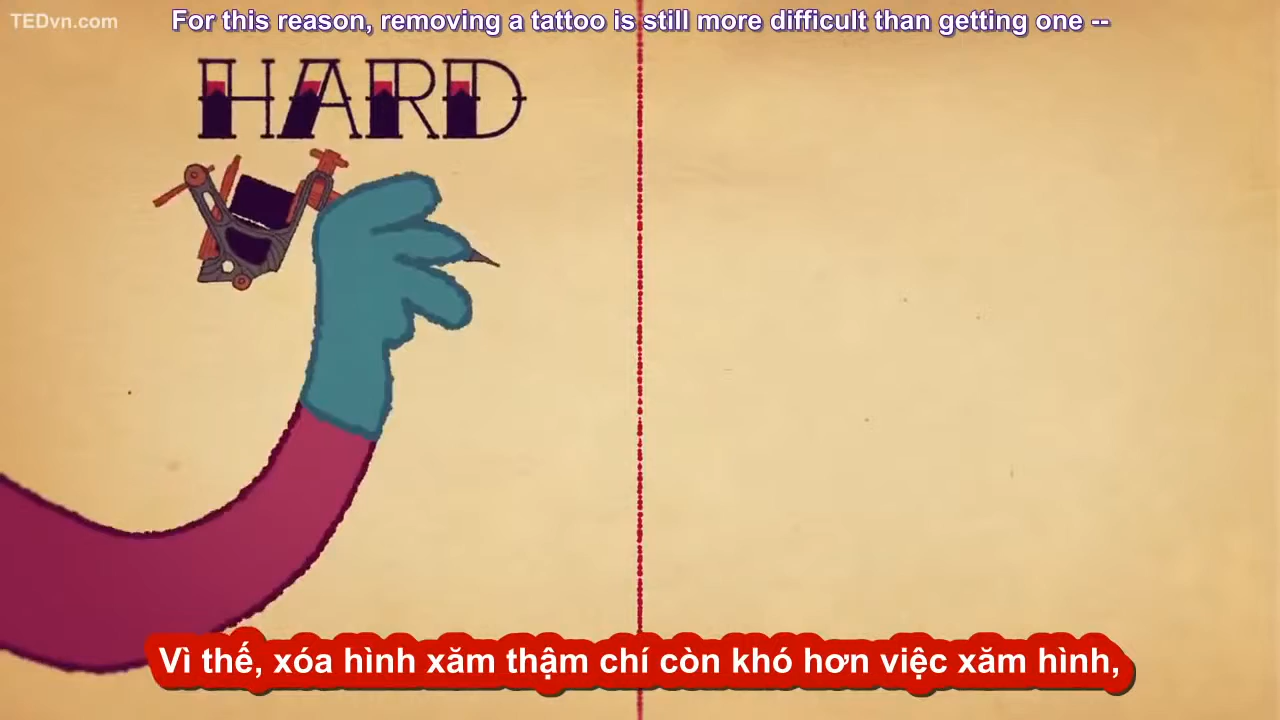 TEDvn.com
For this reason, removing a tattoo is still more difficult than getting one --
HARD
Vì thế, xóa hình xăm thậm chí còn khó hơn việc xăm hình,